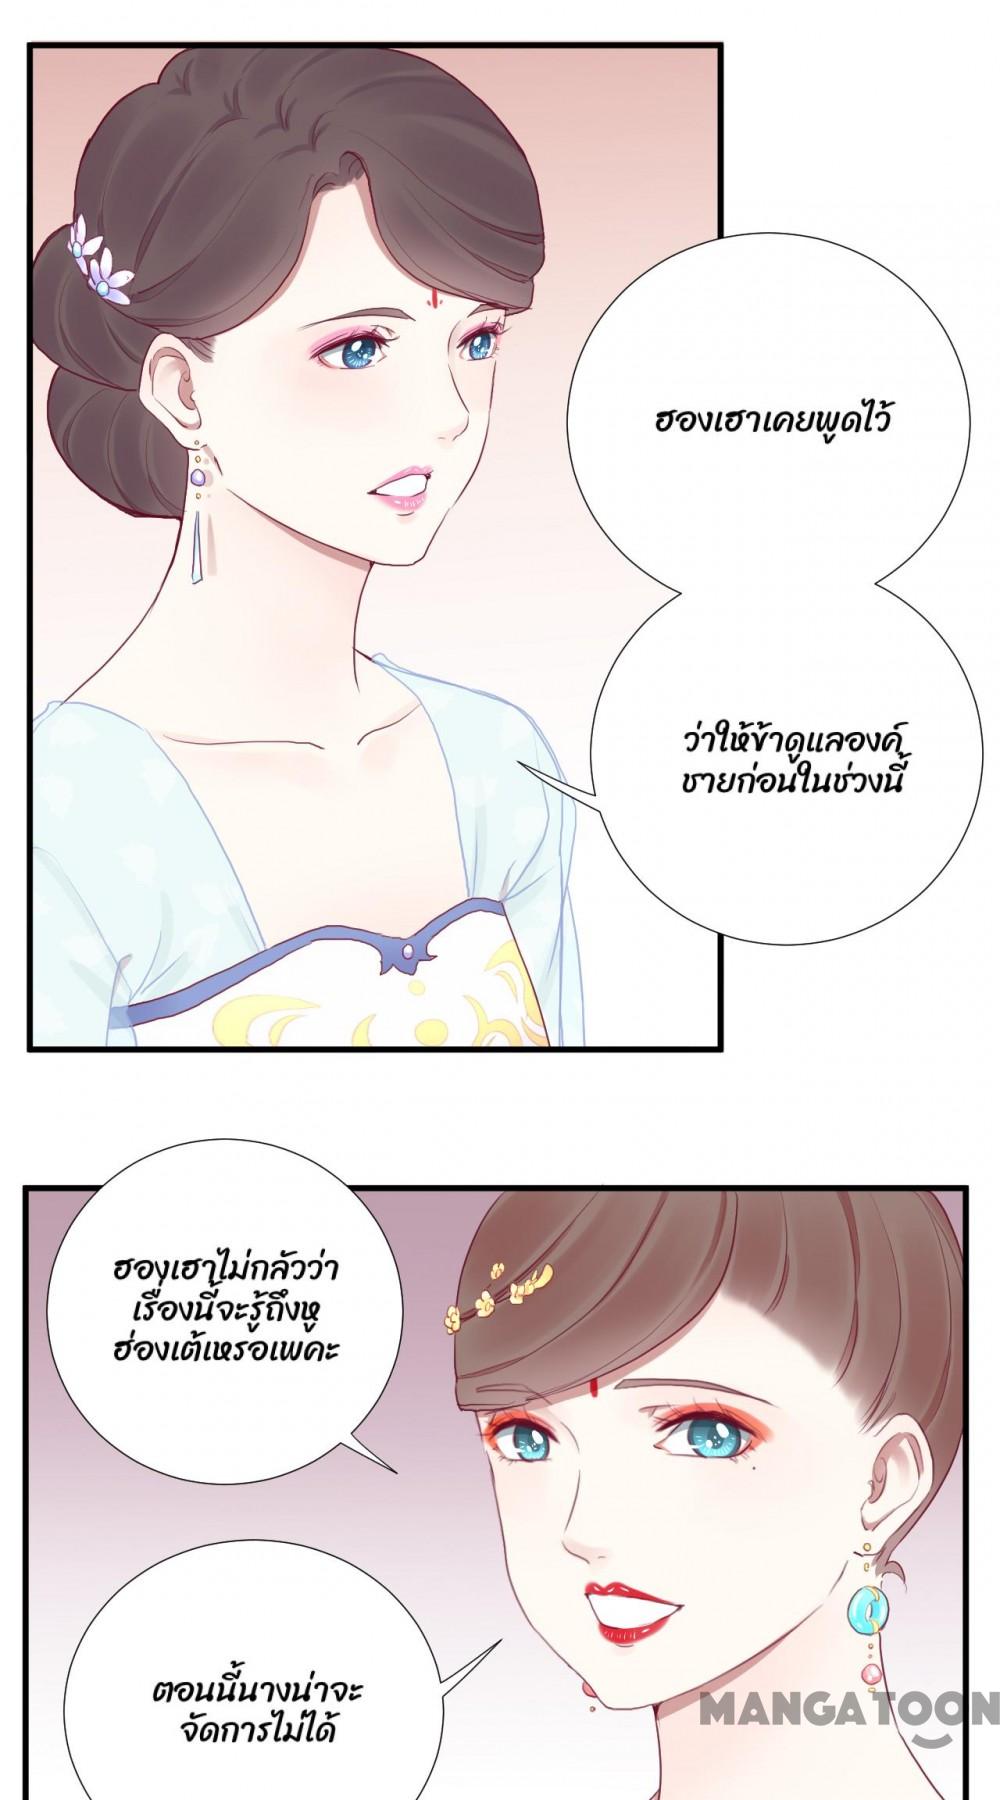 ฮองเฮาเคยพูดไว้
ว่าให้ข้าดูแลองค์
ชายก่อนในช่วงนี้
ฮองเฮาไม่กลัวว่า
เรื่องนี้จะรู้ถึงหู
ฮ่องเต้เหรอเพคะ
ตอนนี้นางน่าจะ
จัดการไม่ได้
MANGATOON